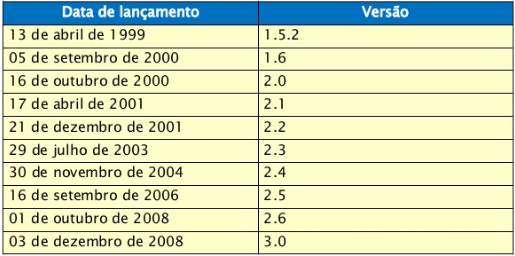 Data de lançamento Versão
13 de abril de 1999 1.5.2
05 de setembro de 2000 1.6
16 de outubro de 2000 2.0
17 de abril de 2001 2.1
21 de dezembro de 2001 2.2
29 de julho de 2003 2.3
30 de novembro de 2004 2.4
16 de setembro de 2006 2.5
01 de outubro de 2008 2.6
03 de dezembro de 2008 3.0